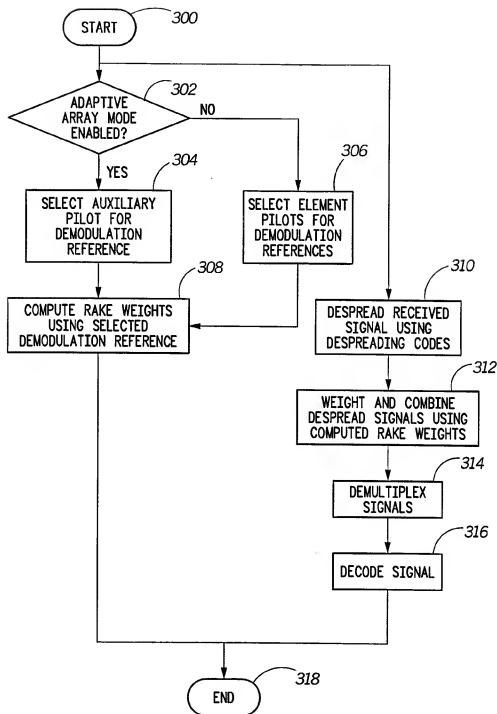 START
300
302
ADAPTIVE
ARRAY MODE
ENABLED?
NO
YES
304
SELECT AUXILIARY
PILOT FOR
DEMODULATION
REFERENCE
306
SELECT ELEMENT
PILOTS FOR
DEMODULATION
REFERENCES
308
COMPUTE RAKE WEIGHTS
USING SELECTED
DEMODULATION REFERENCE
310
DESPREAD RECEIVED
SIGNAL USING
DESPREADING CODES
312
WEIGHT AND COMBINE
DESPREAD SIGNALS USING
COMPUTED RAKE WEIGHTS
314
DEMULTIPLEX
SIGNALS
316
DECODE SIGNAL
END
318